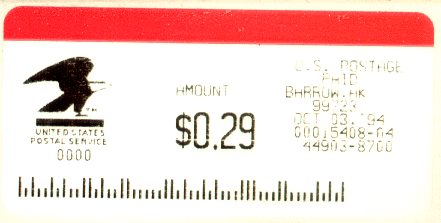 UNITED STATES
POSTAL SERVICE
0000
AMOUNT
$0.29
U.S. POSTAGE
PAID
BARROW,AK
99723
OCT 03,'94
00015408-04
44903-8700